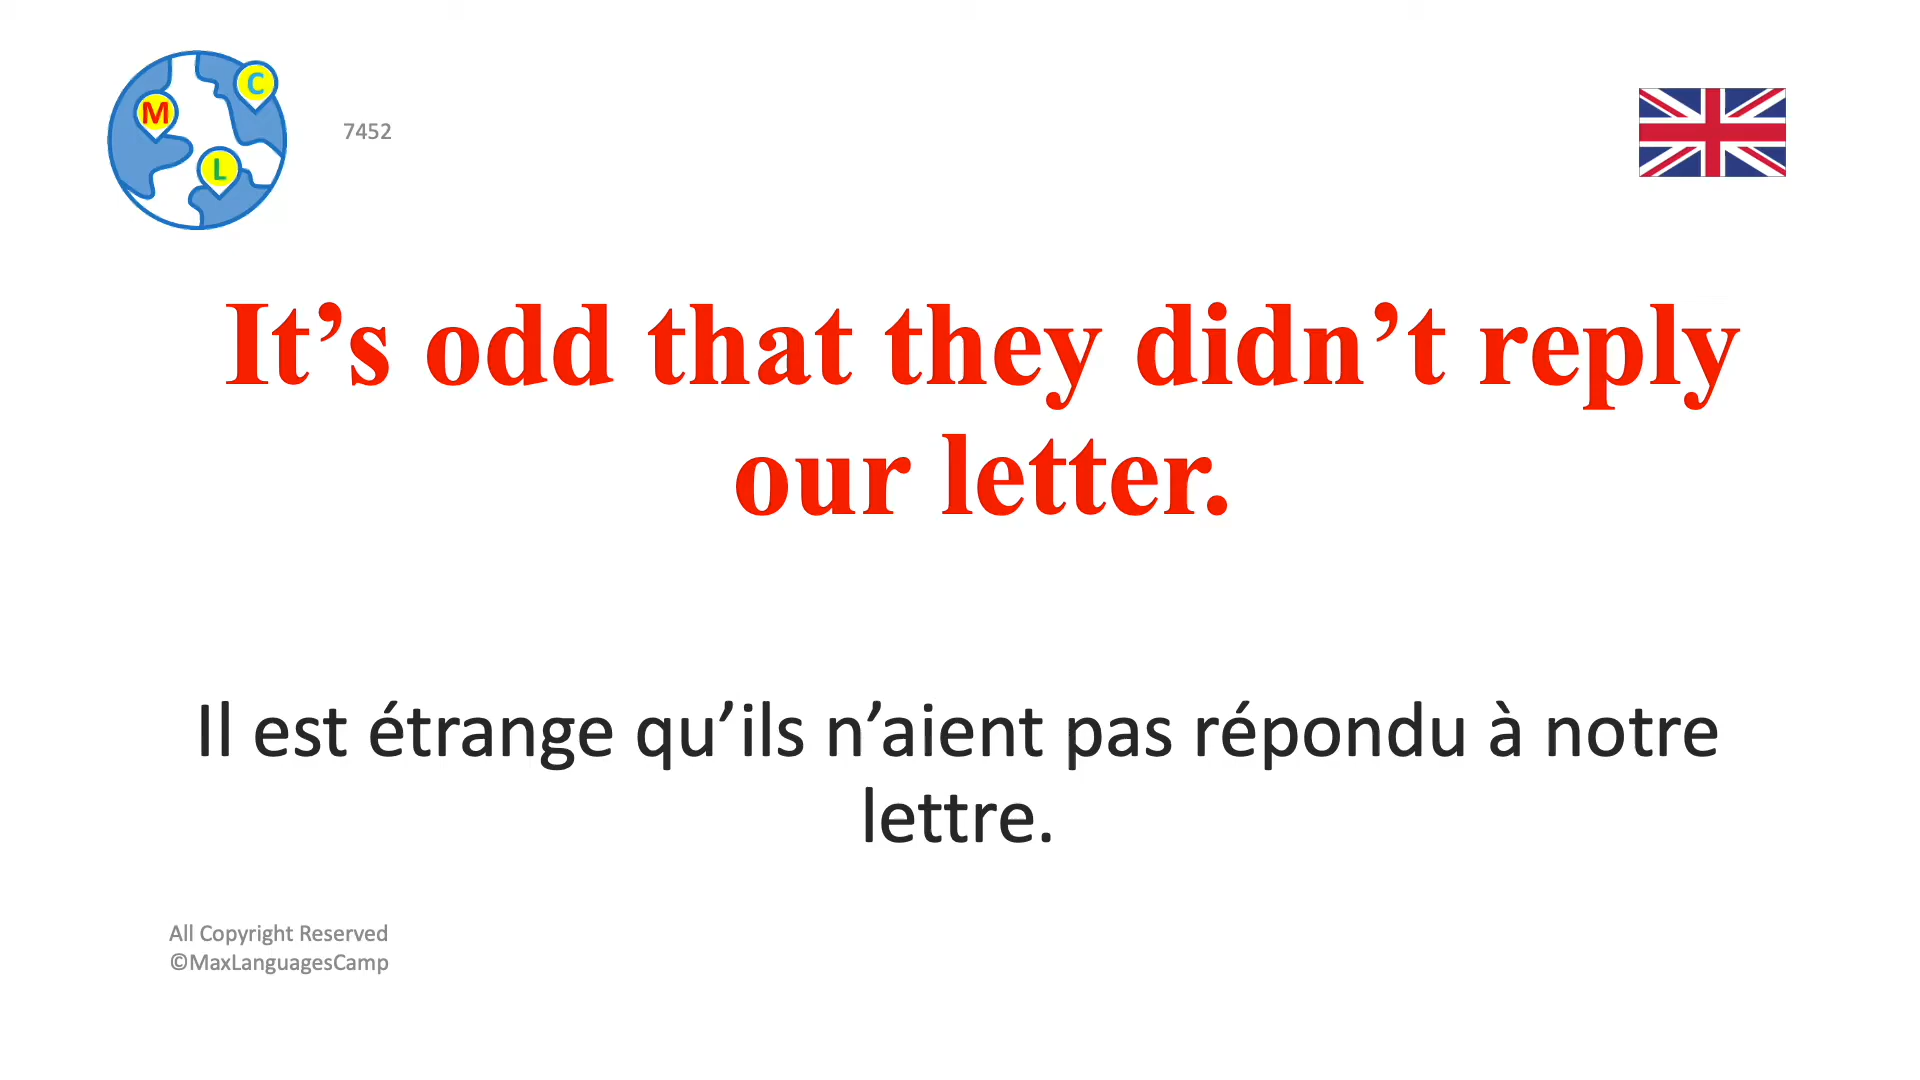 C
M
L
7452
It’s odd that they didn’t reply
our letter.
Il est étrange qu’ils n’aient pas répondu à notre
lettre.
All Copyright Reserved
©MaxLanguagesCamp